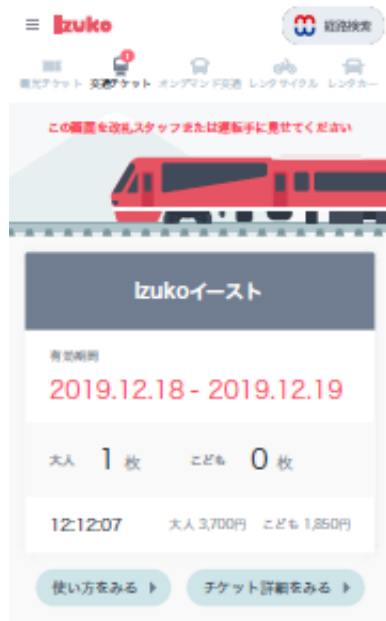 Izuko
経路検索
1
観光チケット 交通チケット オンデマンド交通 レンタサイクル レンタカー
この画面を改札スタッフまたは運転手に見せてください
Izukoイースト
有効期間
2019.12.18 - 2019.12.19
大人 1 枚 こども 0 枚
12:12:07 大人 3,700円 こども 1,850円
使い方をみる チケット詳細をみる